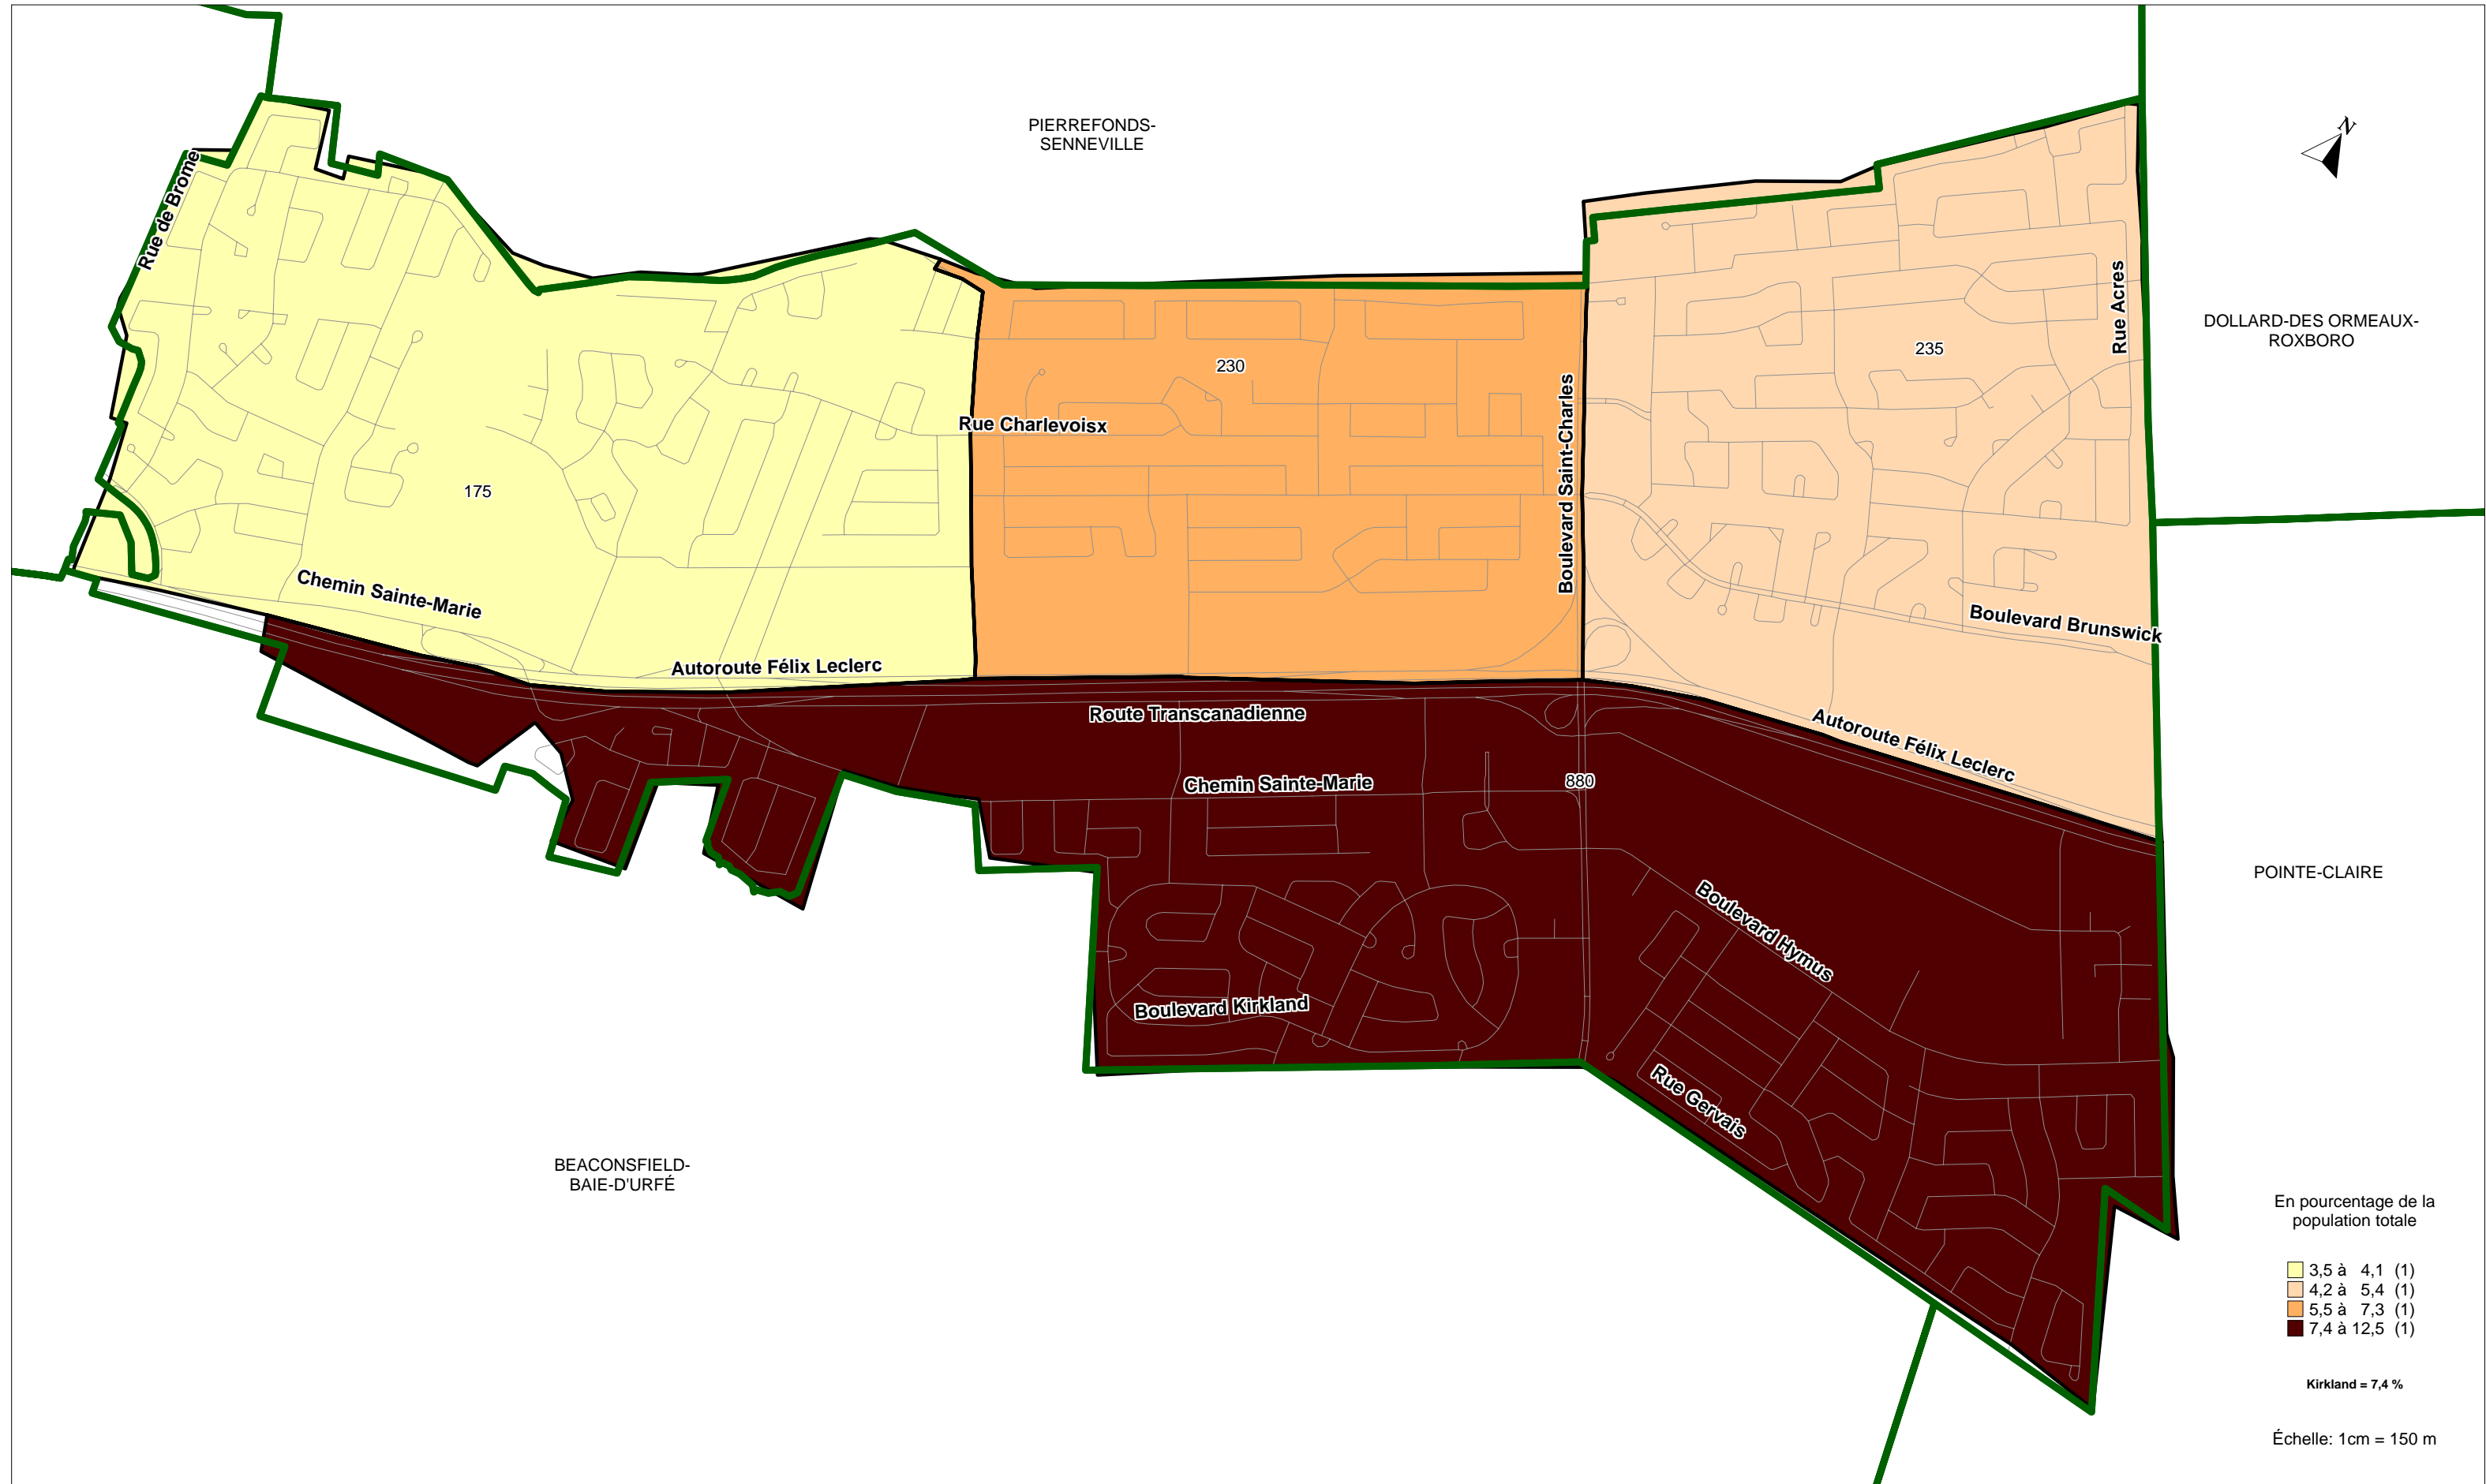 PIERREFONDS-
SENNEVILLE
N
Rue de Brome
DOLLARD-DES ORMEAUX-
ROXBORO
Rue Acres
235
230
Boulevard Saint-Charles
Rue Charlevoisx
175
Chemin Sainte-Marie
Boulevard Brunswick
Autoroute Félix Leclerc
Route Transcanadienne
Autoroute Félix Leclerc
Chemin Sainte-Marie
880
POINTE-CLAIRE
Boulevard Hymus
Boulevard Kirkland
Rue Gervais
BEACONSFIELD-
BAIE-D'URFÉ
En pourcentage de la
population totale
3,5 à 4,1 (1)
4,2 à 5,4 (1)
5,5 à 7,3 (1)
7,4 à 12,5 (1)
Kirkland = 7,4 %
Échelle: 1cm = 150 m